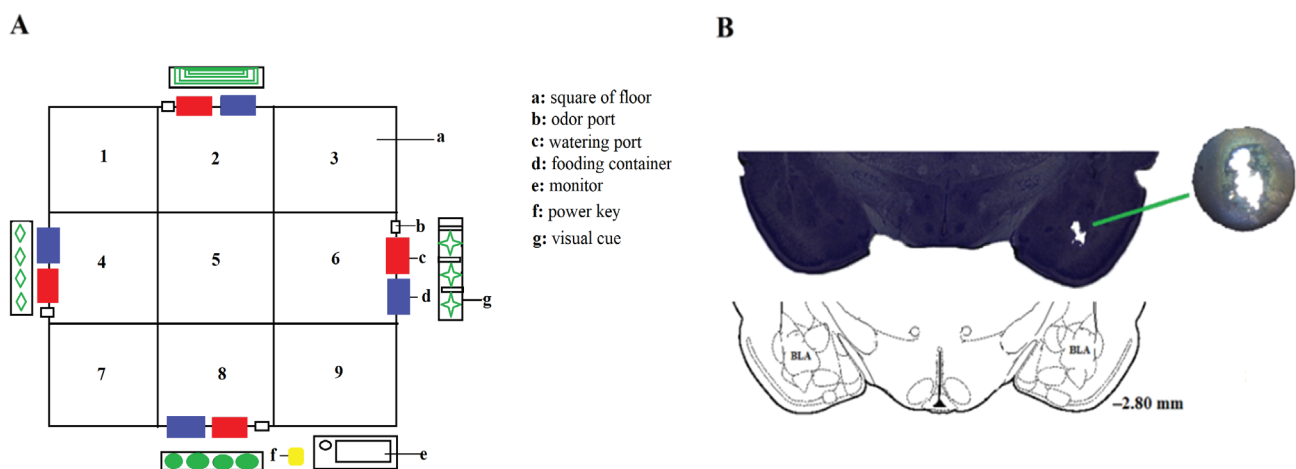 A
1
2
3
4
5
6
7
8
9
a
b
c
d
g
f
e
a: square of floor
b: odor port
c: watering port
d: fooding container
e: monitor
f: power key
g: visual cue
B
BLA
BLA
–2.80 mm